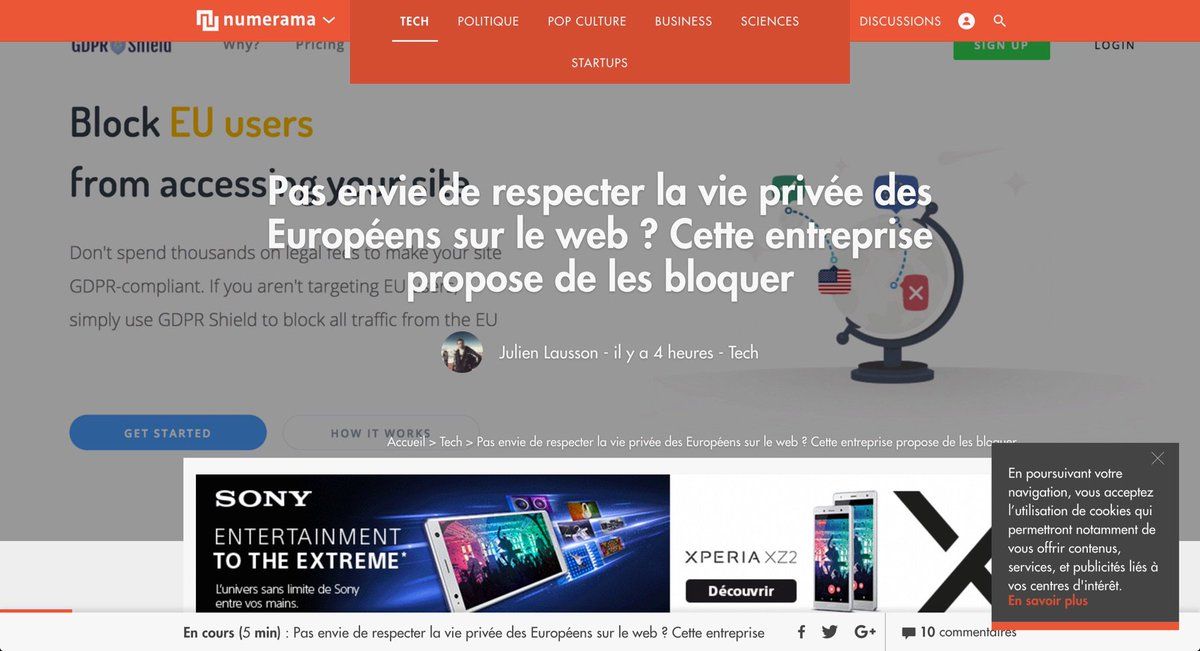 numerama
TECH
POLITIQUE
POP CULTURE
BUSINESS
SCIENCES
STARTUPS
DISCUSSIONS
GDPR Shield
Why?
Pricing
SIGN UP
LOGIN
Block EU users
from accessing your site
Don't spend thousands on legal fees to make your site
GDPR-compliant. If you aren't targeting EU users,
simply use GDPR Shield to block all traffic from the EU
Pas envie de respecter la vie privée des
Européens sur le web ? Cette entreprise
propose de les bloquer
Julien Lausson - il y a 4 heures - Tech
GET STARTED
HOW IT WORKS
Accueil > Tech > Pas envie de respecter la vie privée des Européens sur le web ? Cette entreprise propose de les bloquer
SONY
ENTERTAINMENT
TO THE EXTREME*
L'univers sans limite de Sony
entre vos mains.
XPERIA XZ2
Découvrir
En poursuivant votre
navigation, vous acceptez
l'utilisation de cookies qui
permettront notamment de
vous offrir contenus,
services, et publicités liés à
vos centres d'intérêt.
En savoir plus
En cours (5 min) : Pas envie de respecter la vie privée des Européens sur le web ? Cette entreprise
G+
10 commentaires